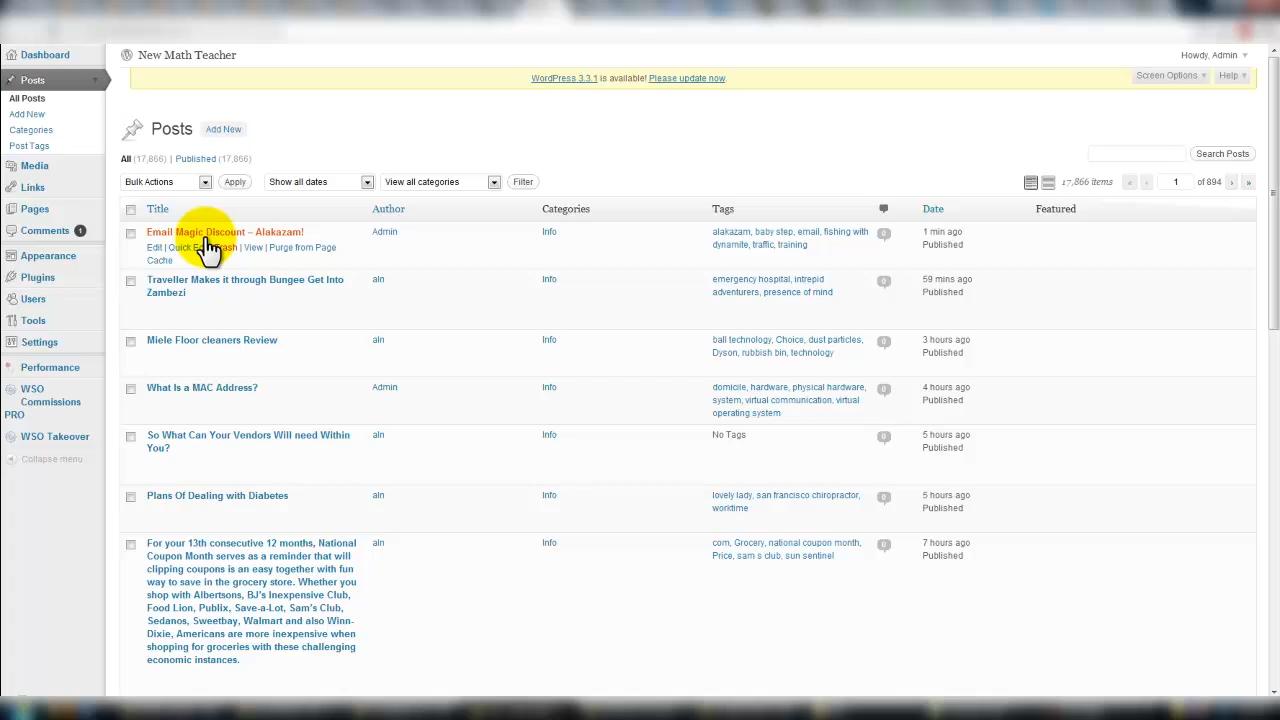 New Math Teacher
Howdy, Admin
WordPress 3.3.1 is available! Please update now.
Screen Options
Help
Dashboard
Posts
All Posts
Add New
Categories
Post Tags
Media
Links
Pages
Comments 1
Appearance
Plugins
Users
Tools
Settings
Performance
WSO
Commissions
PRO
WSO Takeover
Collapse menu
Posts Add New
All (17,866) | Published (17,866)
Search Posts
Bulk Actions Apply Show all dates View all categories Filter
17,866 items « ‹ 1 of 894 › »
Title Author Categories Tags Date Featured
Email Magic Discount – Alakazam! Admin Info alakazam, baby step, email, fishing with 0 1 min ago
dynamite, traffic, training Published
Edit | Quick Edit Trash | View | Purge from Page
Cache
Traveller Makes it through Bungee Get Into aln Info emergency hospital, intrepid 0 59 mins ago
Zambezi adventurers, presence of mind Published
Miele Floor cleaners Review aln Info ball technology, Choice, dust particles, 0 3 hours ago
Dyson, rubbish bin, technology Published
What Is a MAC Address? Admin Info domicile, hardware, physical hardware, 0 4 hours ago
system, virtual communication, virtual Published
operating system
So What Can Your Vendors Will need Within aln Info No Tags 0 5 hours ago
You? Published
Plans Of Dealing with Diabetes aln Info lovely lady, san francisco chiropractor, 0 5 hours ago
worktime Published
For your 13th consecutive 12 months, National aln Info com, Grocery, national coupon month, 0 7 hours ago
Coupon Month serves as a reminder that will Price, sam s club, sun sentinel Published
clipping coupons is an easy together with fun
way to save in the grocery store. Whether you
shop with Albertsons, BJ's Inexpensive Club,
Food Lion, Publix, Save-a-Lot, Sam's Club,
Sedanos, Sweetbay, Walmart and also Winn-
Dixie, Americans are more inexpensive when
shopping for groceries with these challenging
economic instances.